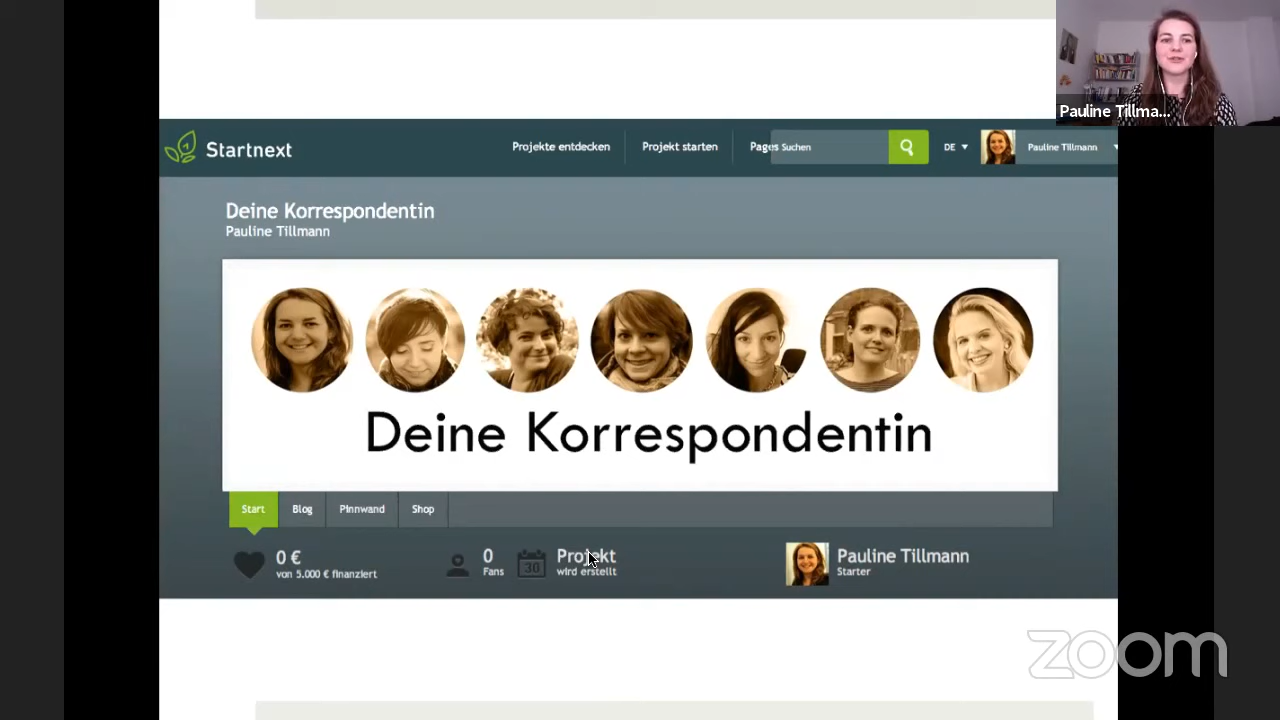 Pauline Tillma...
Startnext
Projekte entdecken
Projekt starten
Pages
Suchen
DE
Pauline Tillmann
Deine Korrespondentin
Pauline Tillmann
Deine Korrespondentin
Start
Blog
Pinnwand
Shop
0 €
von 5.000 € finanziert
0
Fans
30
Projekt
wird erstellt
Pauline Tillmann
Starter
zoom